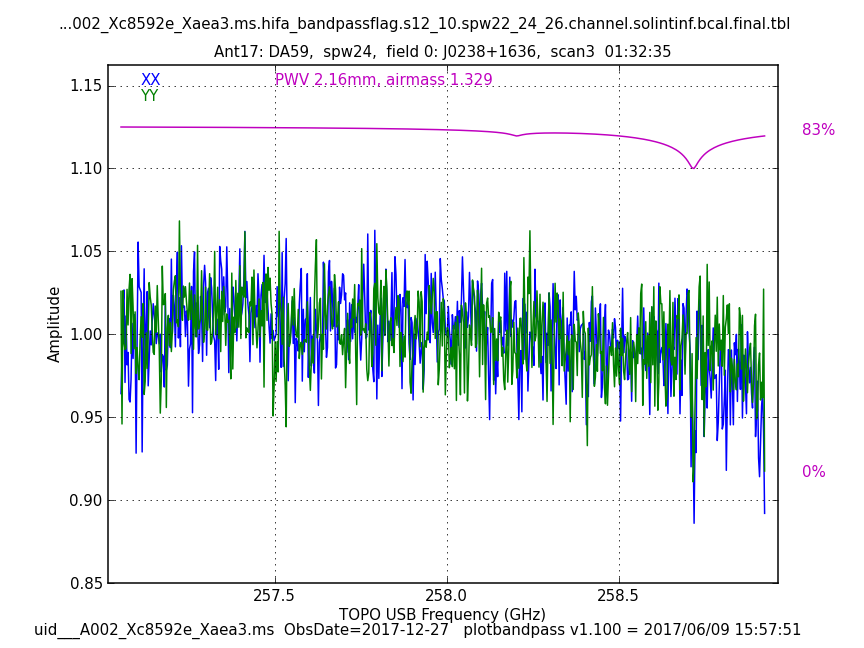 ...002_Xc8592e_Xaea3.ms.hifa_bandpassflag.s12_10.spw22_24_26.channel.solintinf.bcal.final.tbl
Ant17: DA59,  spw24,  field 0: J0238+1636,  scan3  01:32:35
XX
PWV 2.16mm, airmass 1.329
YY
1.15
1.10
1.05
1.00
0.95
0.90
0.85
Amplitude
83%
0%
257.5
258.0
258.5
TOPO USB Frequency (GHz)
uid___A002_Xc8592e_Xaea3.ms  ObsDate=2017-12-27   plotbandpass v1.100 = 2017/06/09 15:57:51